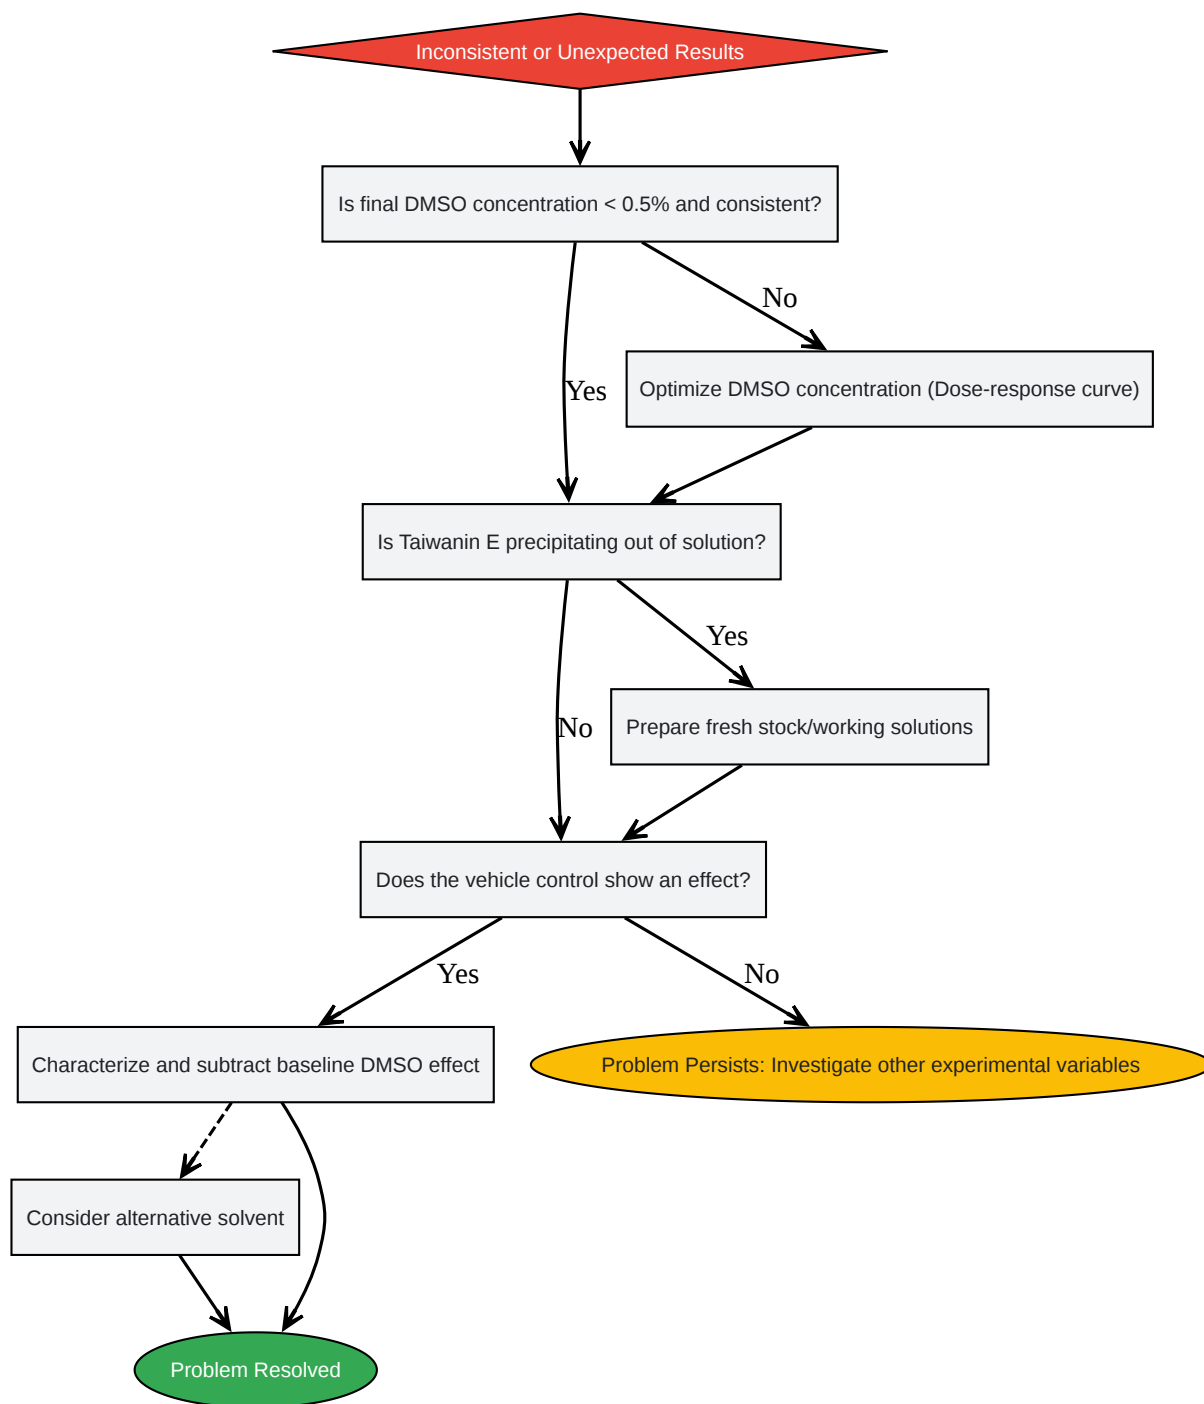 Inconsistent or Unexpected Results
Is final DMSO concentration < 0.5% and consistent?
No
Optimize DMSO concentration (Dose-response curve)
Yes
Is Taiwanin E precipitating out of solution?
Yes
Prepare fresh stock/working solutions
No
Does the vehicle control show an effect?
Yes
No
Characterize and subtract baseline DMSO effect
Problem Persists: Investigate other experimental variables
Consider alternative solvent
Problem Resolved